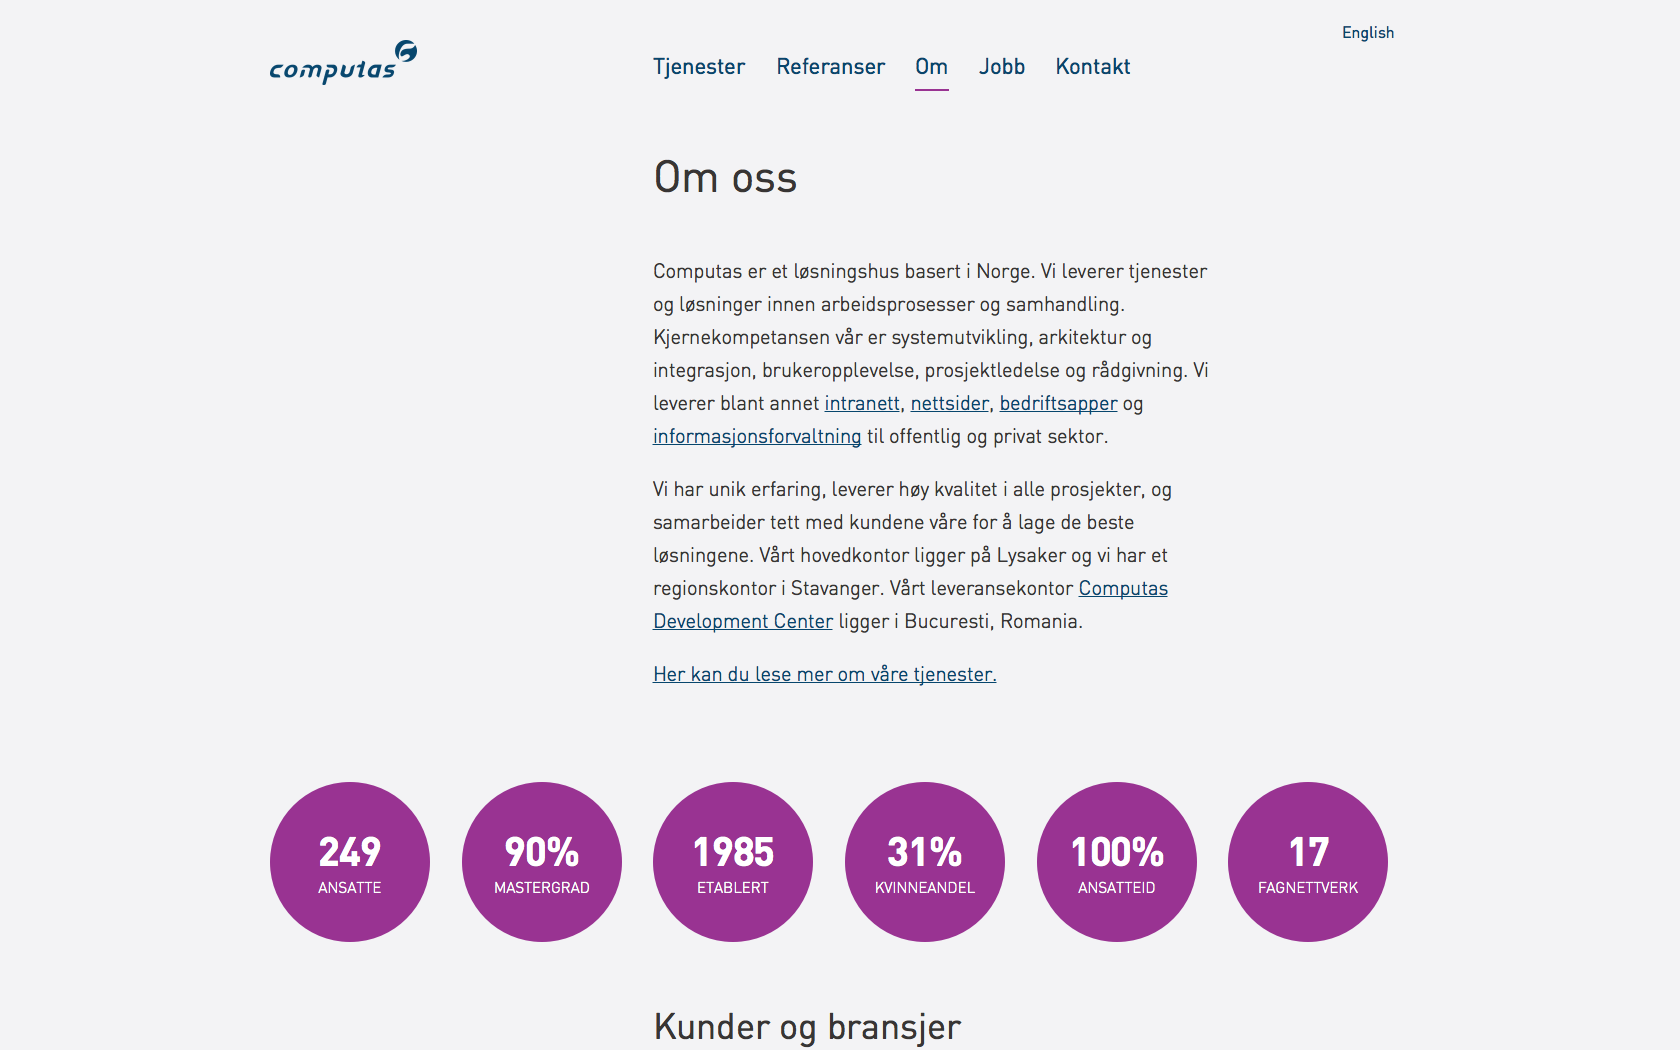 English
computas
Tjenester Referanser Om Jobb Kontakt
Om oss
Computas er et løsningshus basert i Norge. Vi leverer tjenester
og løsninger innen arbeidsprosesser og samhandling.
Kjernekompetansen vår er systemutvikling, arkitektur og
integrasjon, brukeropplevelse, prosjektledelse og rådgivning. Vi
leverer blant annet intranett, nettsider, bedriftsapper og
informasjonsforvaltning til offentlig og privat sektor.
Vi har unik erfaring, leverer høy kvalitet i alle prosjekter, og
samarbeider tett med kundene våre for å lage de beste
løsningene. Vårt hovedkontor ligger på Lysaker og vi har et
regionskontor i Stavanger. Vårt leveransekontor Computas
Development Center ligger i Bucuresti, Romania.
Her kan du lese mer om våre tjenester.
249
ANSATTE
90%
MASTERGRAD
1985
ETABLERT
31%
KVINNEANDEL
100%
ANSATTEID
17
FAGNETTVERK
Kunder og bransjer